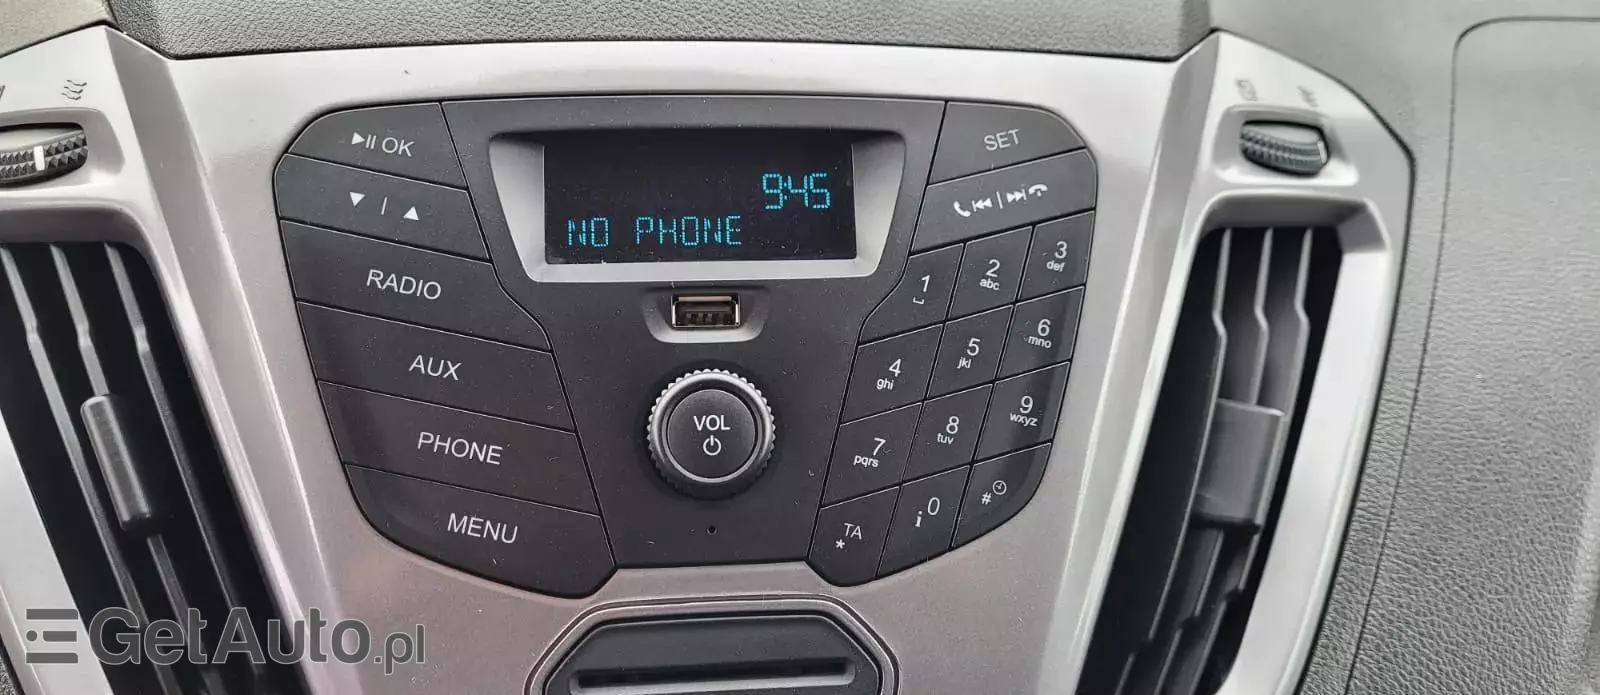 ▶II OK
SET
9:45
NO PHONE
▼ | ▲
RADIO
AUX
PHONE
MENU
VOL
1
2
abc
3
def
4
ghi
5
jkl
6
mno
7
pqrs
8
tuv
9
wxyz
TA
*
i 0
#
GetAuto.pl